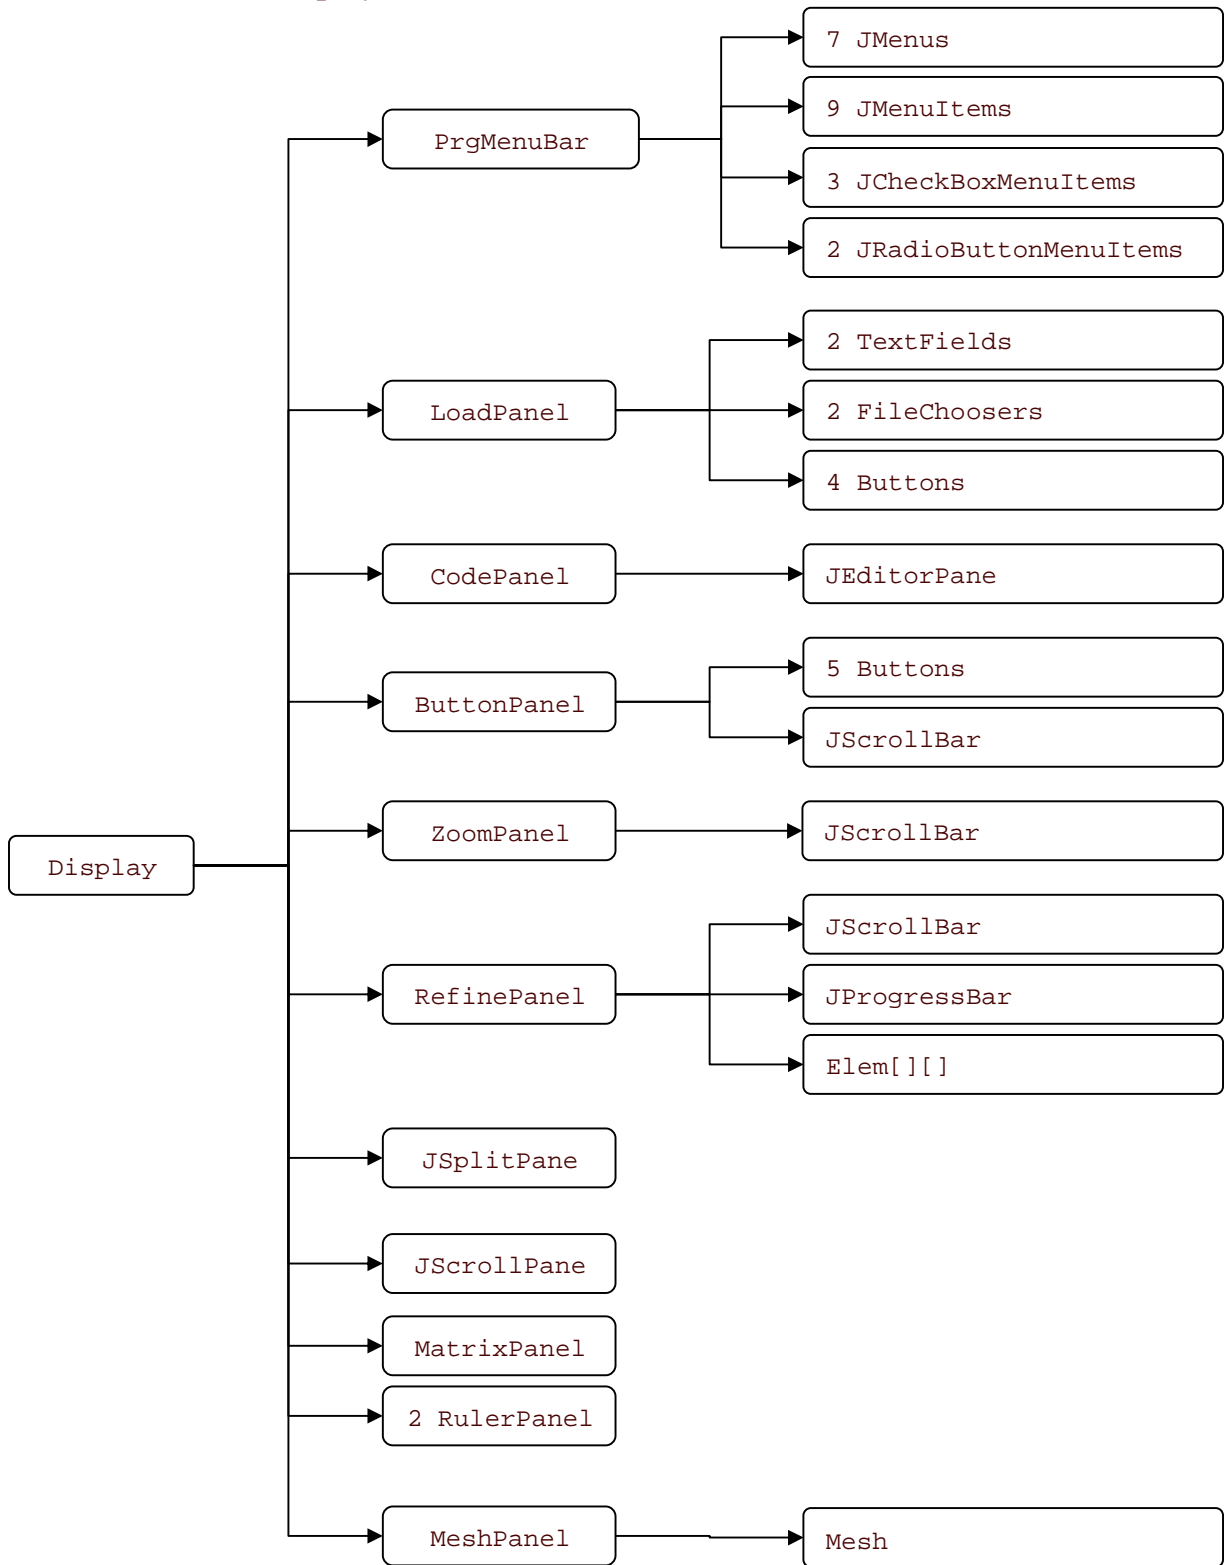 7 JMenus
9 JMenuItems
PrgMenuBar
3 JCheckBoxMenuItems
2 JRadioButtonMenuItems
2 TextFields
LoadPanel
2 FileChoosers
4 Buttons
CodePanel
JEditorPane
5 Buttons
ButtonPanel
JScrollBar
ZoomPanel
JScrollBar
Display
JScrollBar
RefinePanel
JProgressBar
Elem[][]
JSplitPane
JScrollPane
MatrixPanel
2 RulerPanel
MeshPanel
Mesh